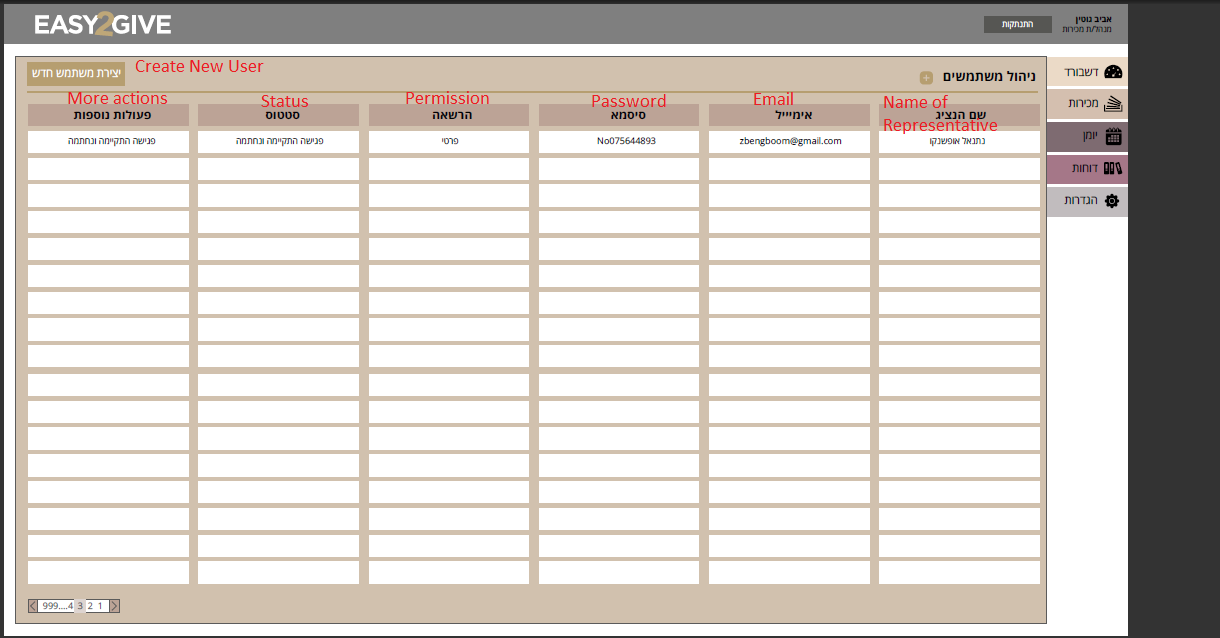 EASY2GIVE
אביב גוטין
מנהל/ת מכירות
התנתקות
ניהול משתמשים
יצירת משתמש חדש
Create New User
דשבורד
מכירות
יומן
דוחות
הגדרות
Name of
Representative
Email
Password
Permission
Status
More actions
שם הנציג
אימייייל
סיסמא
הרשאה
סטטוס
פעולות נוספות
נתנאל אופשנקו
zbengboom@gmail.com
No075644893
פרטי
פגישה התקיימה ונחתמה
פגישה התקיימה ונחתמה
999....4 3 2 1